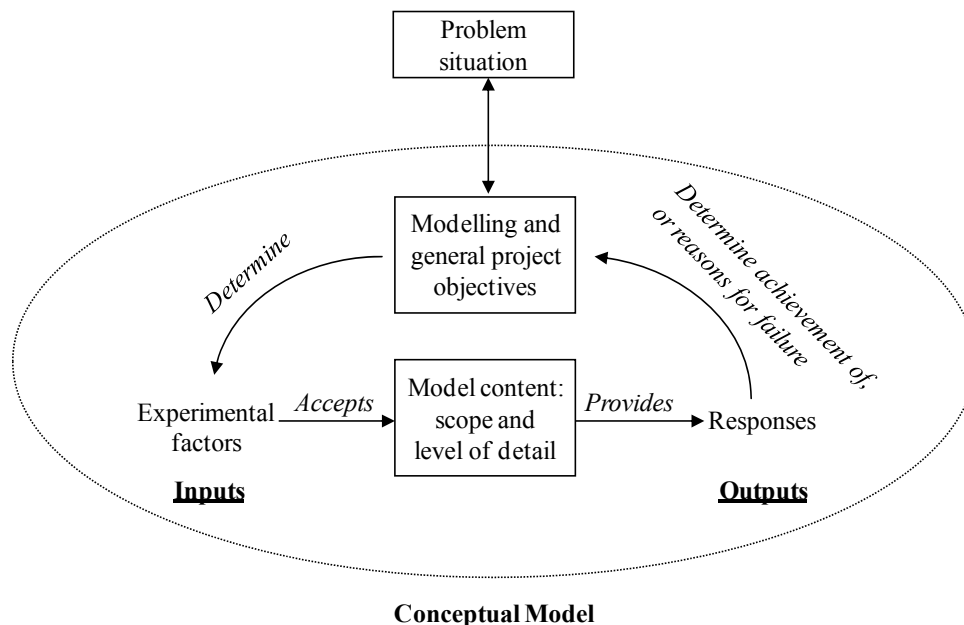 Problem
situation
Modelling and
general project
objectives
Determine
Determine achievement of,
or reasons for failure
Experimental
factors
Accepts
Model content:
scope and
level of detail
Provides
Responses
Inputs
Outputs
Conceptual Model